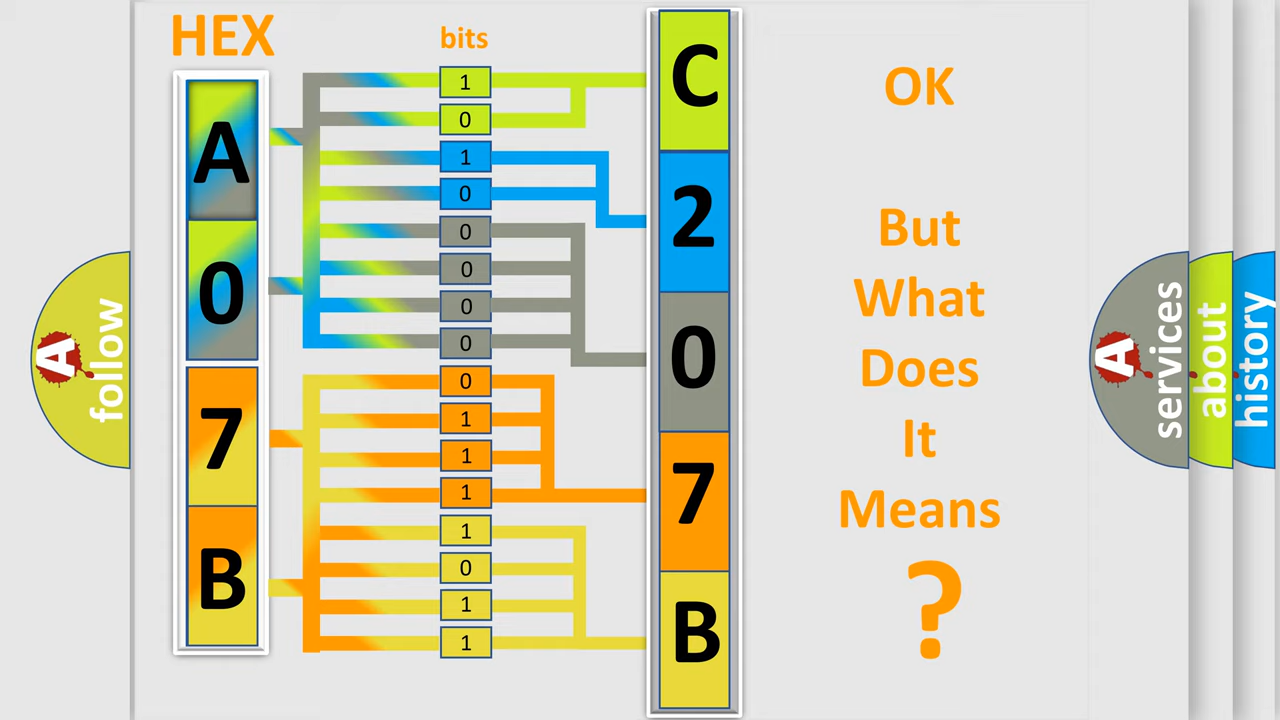 HEX
bits
A
0
7
B
1
0
1
0
0
0
0
0
0
1
1
1
1
0
1
1
C
2
0
7
B
OK
But
What
Does
It
Means
?
A
follow
A
services
about
history